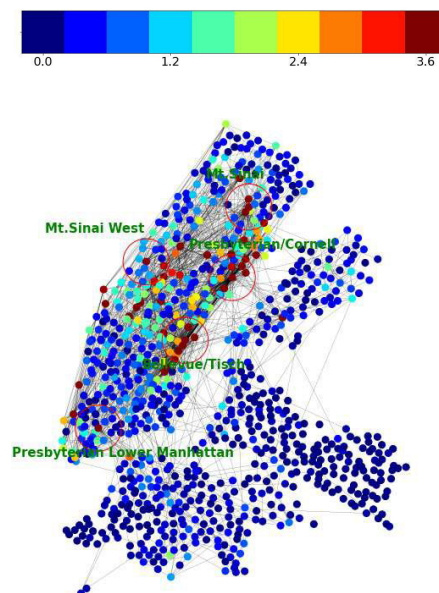 0.0 1.2 2.4 3.6
Mt.Sinai
Mt.Sinai West
Presbyterian/Cornell
Bellevue/Tisch
Presbyterian Lower Manhattan